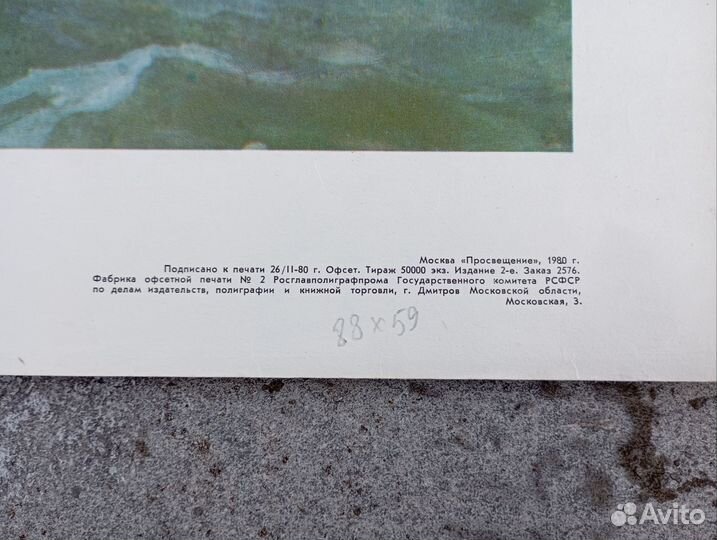 Москва «Просвещение», 1980 г.
Подписано к печати 26/II-80 г. Офсет. Тираж 50000 экз. Издание 2-е. Заказ 2576.
Фабрика офсетной печати № 2 Росглавполиграфпрома Государственного комитета РСФСР
по делам издательств, полиграфии и книжной торговли, г. Дмитров Московской области,
Московская, 3.
88×59
Avito